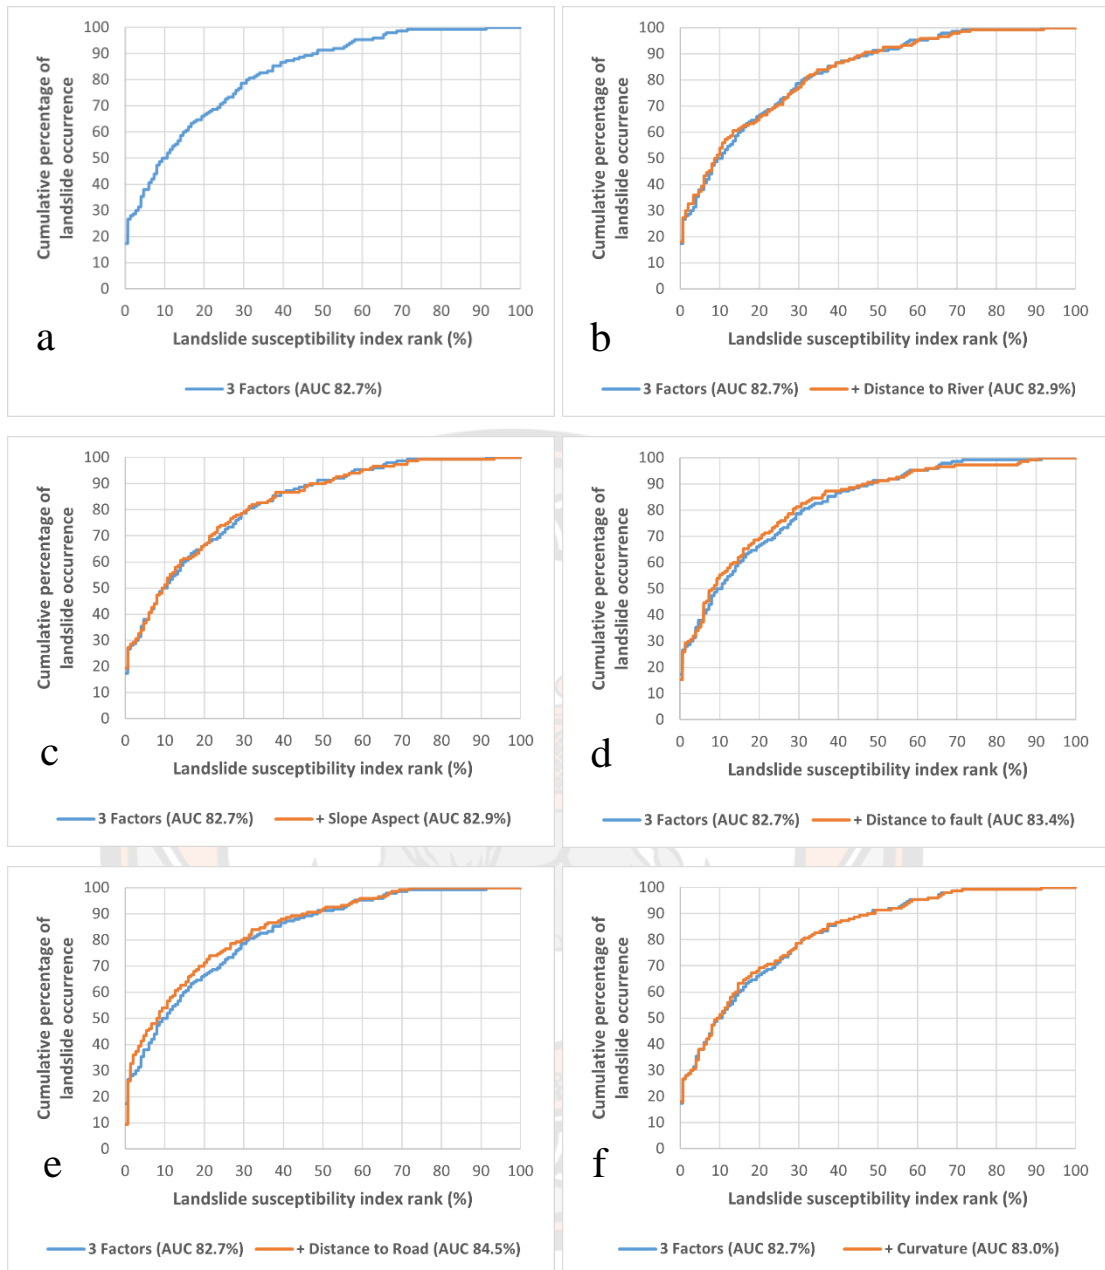 Cumulative percentage of
landslide occurrence
100
90
80
70
60
50
40
30
20
10
0
0 10 20 30 40 50 60 70 80 90 100
Landslide susceptibility index rank (%)
a
3 Factors (AUC 82.7%)
Cumulative percentage of
landslide occurrence
100
90
80
70
60
50
40
30
20
10
0
0 10 20 30 40 50 60 70 80 90 100
Landslide susceptibility index rank (%)
b
3 Factors (AUC 82.7%) + Distance to River (AUC 82.9%)
Cumulative percentage of
landslide occurrence
100
90
80
70
60
50
40
30
20
10
0
0 10 20 30 40 50 60 70 80 90 100
Landslide susceptibility index rank (%)
c
3 Factors (AUC 82.7%) + Slope Aspect (AUC 82.9%)
Cumulative percentage of
landslide occurrence
100
90
80
70
60
50
40
30
20
10
0
0 10 20 30 40 50 60 70 80 90 100
Landslide susceptibility index rank (%)
d
3 Factors (AUC 82.7%) + Distance to fault (AUC 83.4%)
Cumulative percentage of
landslide occurrence
100
90
80
70
60
50
40
30
20
10
0
0 10 20 30 40 50 60 70 80 90 100
Landslide susceptibility index rank (%)
e
3 Factors (AUC 82.7%) + Distance to Road (AUC 84.5%)
Cumulative percentage of
landslide occurrence
100
90
80
70
60
50
40
30
20
10
0
0 10 20 30 40 50 60 70 80 90 100
Landslide susceptibility index rank (%)
f
3 Factors (AUC 82.7%) + Curvature (AUC 83.0%)